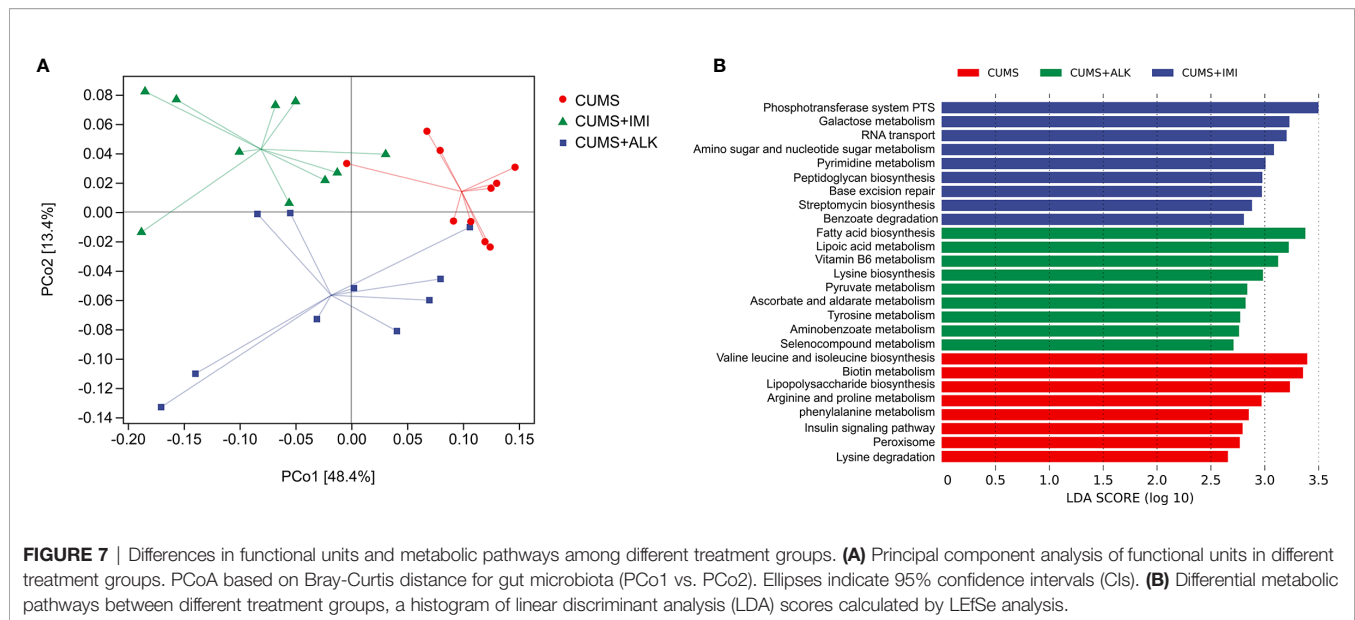 A
0.08
0.06
0.04
0.02
0.00
-0.02
-0.04
-0.06
-0.08
-0.10
-0.12
-0.14
PCo2 [13.4%]
-0.20 -0.15 -0.10 -0.05 0.00 0.05 0.10 0.15
PCo1 [48.4%]
CUMS
CUMS+IMI
CUMS+ALK
B
CUMS CUMS+ALK CUMS+IMI
Phosphotransferase system PTS
Galactose metabolism
RNA transport
Amino sugar and nucleotide sugar metabolism
Pyrimidine metabolism
Peptidoglycan biosynthesis
Base excision repair
Streptomycin biosynthesis
Benzoate degradation
Fatty acid biosynthesis
Lipoic acid metabolism
Vitamin B6 metabolism
Lysine biosynthesis
Pyruvate metabolism
Ascorbate and aldarate metabolism
Tyrosine metabolism
Aminobenzoate metabolism
Selenocompound metabolism
Valine leucine and isoleucine biosynthesis
Biotin metabolism
Lipopolysaccharide biosynthesis
Arginine and proline metabolism
phenylalanine metabolism
Insulin signaling pathway
Peroxisome
Lysine degradation
0 0.5 1.0 1.5 2.0 2.5 3.0 3.5
LDA SCORE (log 10)
FIGURE 7 | Differences in functional units and metabolic pathways among different treatment groups. (A) Principal component analysis of functional units in different
treatment groups. PCoA based on Bray-Curtis distance for gut microbiota (PCo1 vs. PCo2). Ellipses indicate 95% confidence intervals (CIs). (B) Differential metabolic
pathways between different treatment groups, a histogram of linear discriminant analysis (LDA) scores calculated by LEfSe analysis.